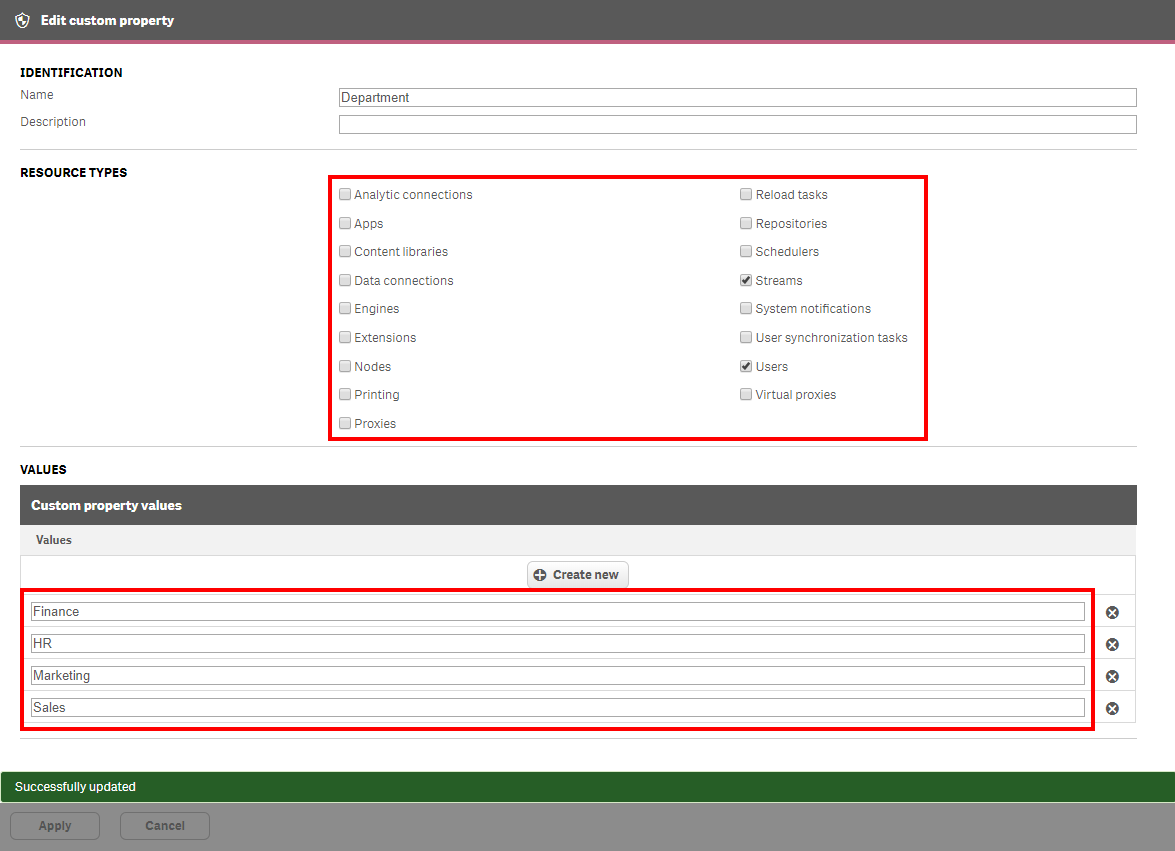 Edit custom property
IDENTIFICATION
Name
Department
Description
RESOURCE TYPES
Analytic connections
Apps
Content libraries
Data connections
Engines
Extensions
Nodes
Printing
Proxies
Reload tasks
Repositories
Schedulers
Streams
System notifications
User synchronization tasks
Users
Virtual proxies
VALUES
Custom property values
Values
Create new
Finance
HR
Marketing
Sales
Successfully updated
Apply
Cancel